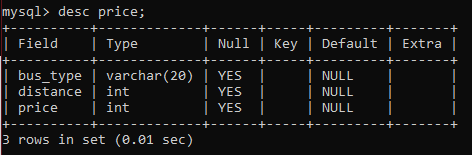 mysql> desc price;
+-----------+-------------+------+-----+---------+-------+
| Field     | Type        | Null | Key | Default | Extra |
+-----------+-------------+------+-----+---------+-------+
| bus_type  | varchar(20) | YES  |     | NULL    |       |
| distance  | int         | YES  |     | NULL    |       |
| price     | int         | YES  |     | NULL    |       |
+-----------+-------------+------+-----+---------+-------+
3 rows in set (0.01 sec)